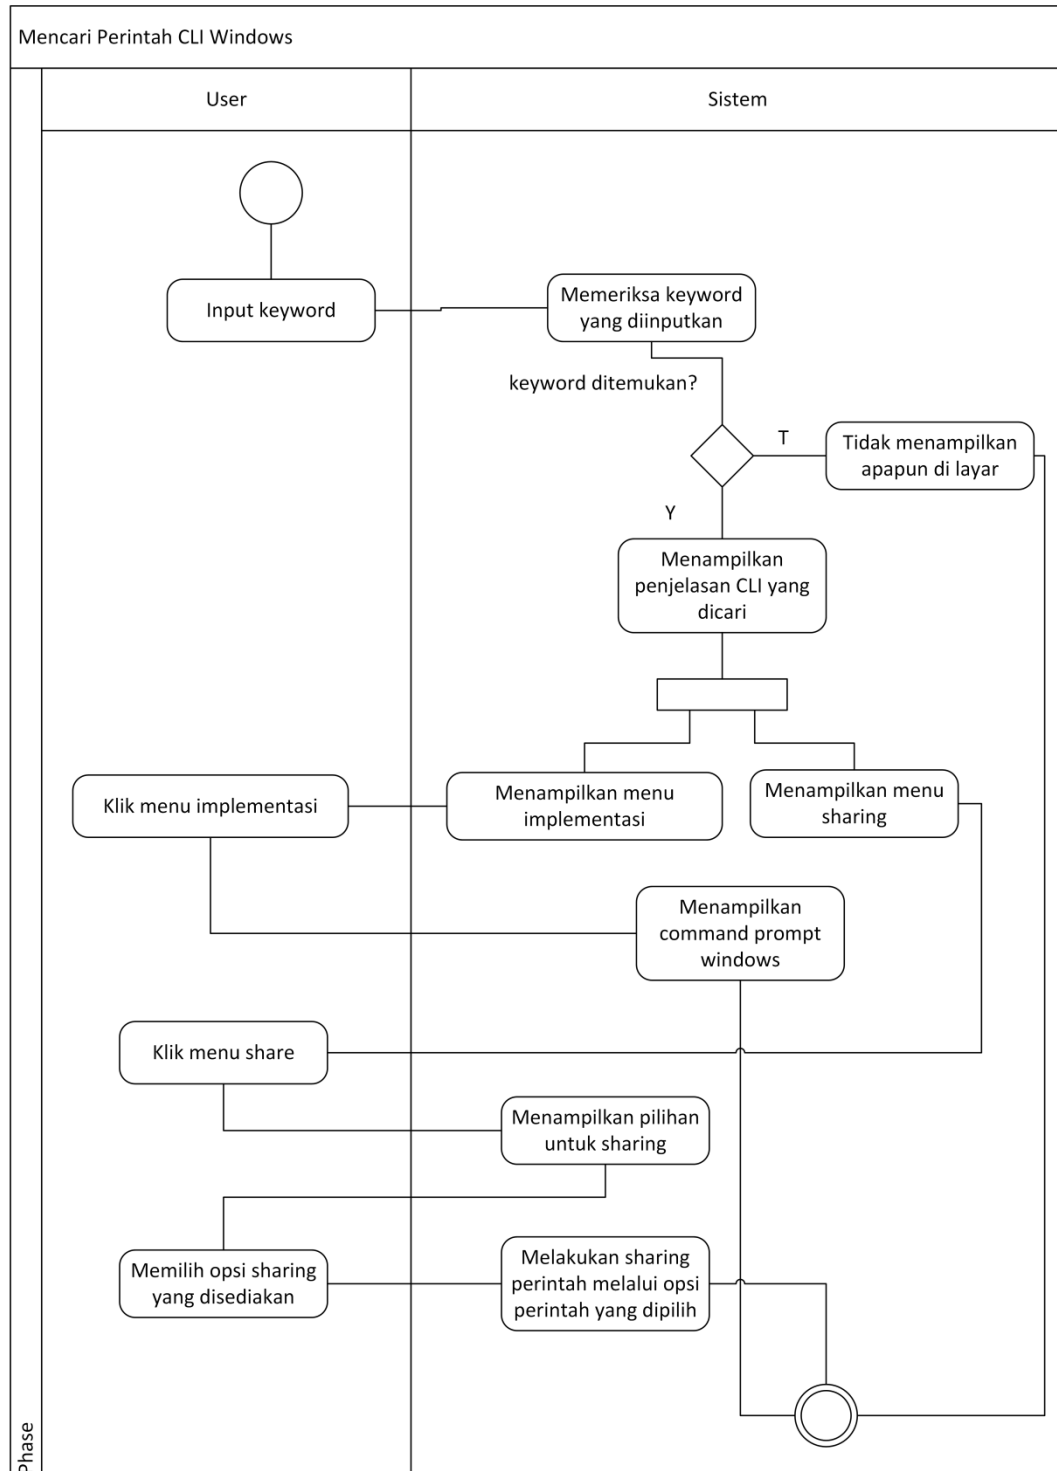 Mencari Perintah CLI Windows
User
Sistem
Input keyword
Memeriksa keyword
yang diinputkan
keyword ditemukan?
T
Tidak menampilkan
apapun di layar
Y
Menampilkan
penjelasan CLI yang
dicari
Klik menu implementasi
Menampilkan menu
implementasi
Menampilkan menu
sharing
Menampilkan
command prompt
windows
Klik menu share
Menampilkan pilihan
untuk sharing
Memilih opsi sharing
yang disediakan
Melakukan sharing
perintah melalui opsi
perintah yang dipilih
Phase